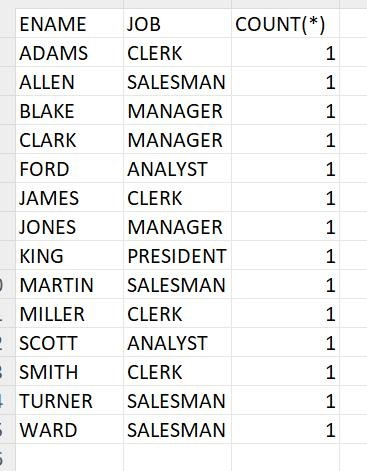 ENAME JOB COUNT(*)
ADAMS CLERK 1
ALLEN SALESMAN 1
BLAKE MANAGER 1
CLARK MANAGER 1
FORD ANALYST 1
JAMES CLERK 1
JONES MANAGER 1
KING PRESIDENT 1
MARTIN SALESMAN 1
MILLER CLERK 1
SCOTT ANALYST 1
SMITH CLERK 1
TURNER SALESMAN 1
WARD SALESMAN 1